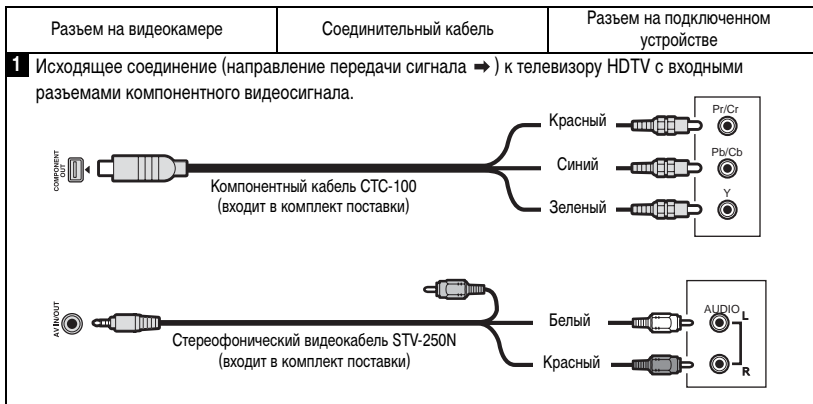 Разъем на видеокамере
Соединительный кабель
Разъем на подключенном
устройстве
1 Исходящее соединение (направление передачи сигнала ➡) к телевизору HDTV с входными
разъемами компонентного видеосигнала.
COMPONENT
OUT
Компонентный кабель CTC-100
(входит в комплект поставки)
Красный
Pr/Cr
Синий
Pb/Cb
Зеленый
Y
AV IN/OUT
Стереофонический видеокабель STV-250N
(входит в комплект поставки)
Белый
AUDIO
L
Красный
R